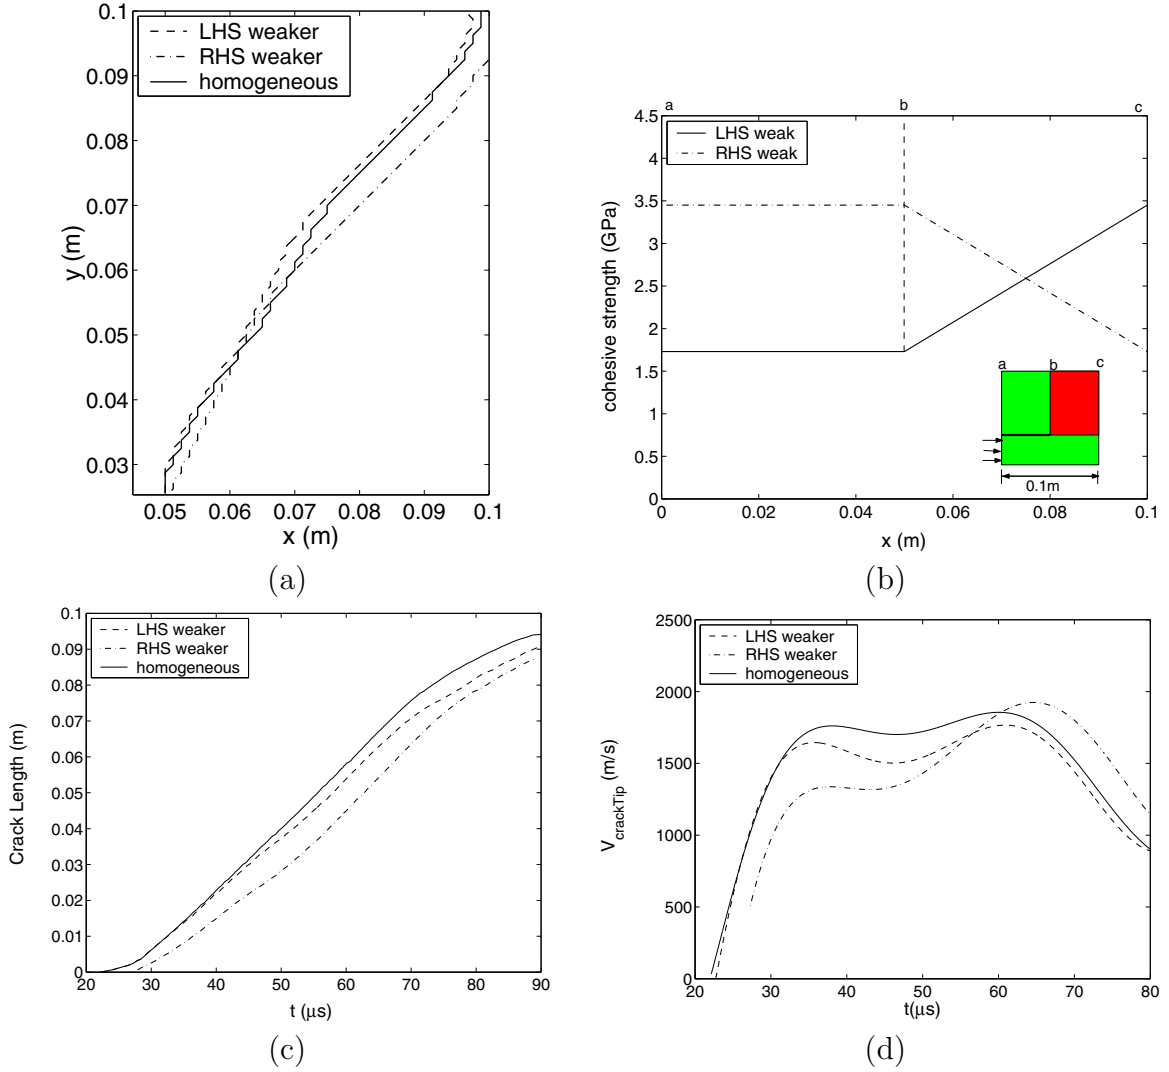 0.1
0.09
0.08
0.07
0.06
0.05
0.04
0.03
y (m)
LHS weaker
RHS weaker
homogeneous
0.05 0.06 0.07 0.08 0.09 0.1
x (m)
(a)
a b c
4.5
4
3.5
3
2.5
2
1.5
1
0.5
0
cohesive strength (GPa)
LHS weak
RHS weak
a b c
0.1m
0 0.02 0.04 0.06 0.08 0.1
x (m)
(b)
0.1
0.09
0.08
0.07
0.06
0.05
0.04
0.03
0.02
0.01
0
Crack Length (m)
LHS weaker
RHS weaker
homogeneous
20 30 40 50 60 70 80 90
t (μs)
(c)
2500
2000
1500
1000
500
0
V crackTip (m/s)
LHS weaker
RHS weaker
homogeneous
20 30 40 50 60 70 80
t(μs)
(d)